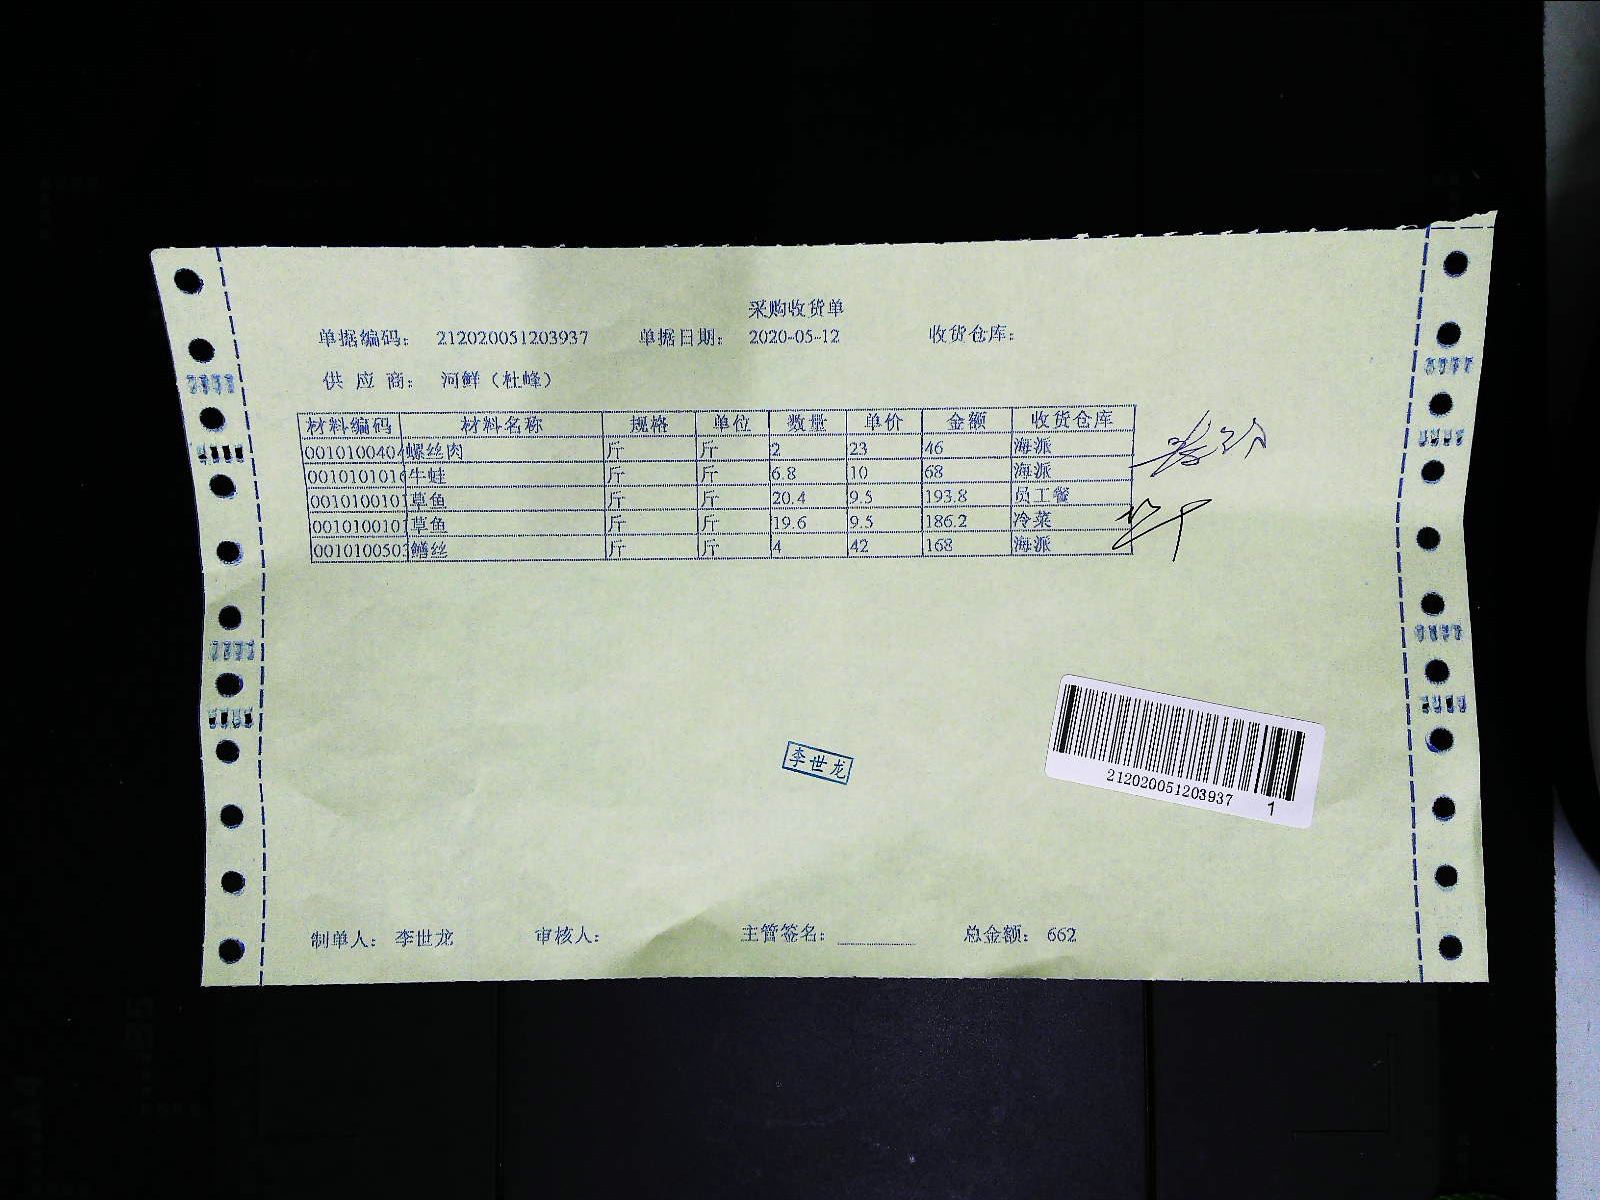 采购收货单
单据编码： 212020051203937 单据日期： 2020-05-12 收货仓库：
供 应 商： 河鲜（杜峰）
材料编码 材料名称 规格 单位 数量 单价 金额 收货仓库
0010100404 螺丝肉 斤 斤 2 23 46 海派
0010101016 牛蛙 斤 斤 6.8 10 68 海派
0010100101 草鱼 斤 斤 20.4 9.5 193.8 员工餐
0010100101 草鱼 斤 斤 19.6 9.5 186.2 冷菜
0010100503 鳝丝 斤 斤 4 42 168 海派
李世龙
212020051203937
1
制单人： 李世龙 审核人： 主管签名： 总金额： 662